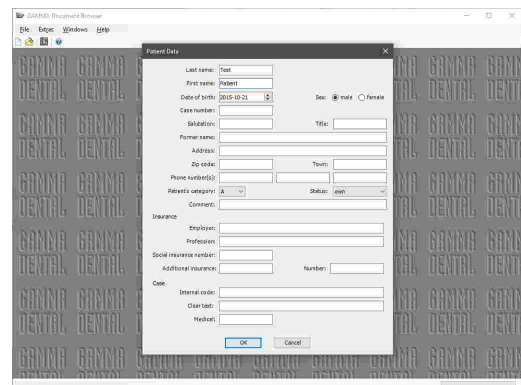 GAMMA Document Browser
File Extras Windows Help
Patient Data
Last name: Test
First name: Patient
Date of birth: 2015-10-21 Sex: male female
Case number:
Salutation: Title:
Former name:
Address:
Zip code: Town:
Phone number(s):
Patient's category: A Status: own
Comment:
Insurance
Employer:
Profession:
Social insurance number:
Additional insurance: Number:
Case
Internal code:
Clear text:
Medical:
OK Cancel
GAMMA
DENTAL